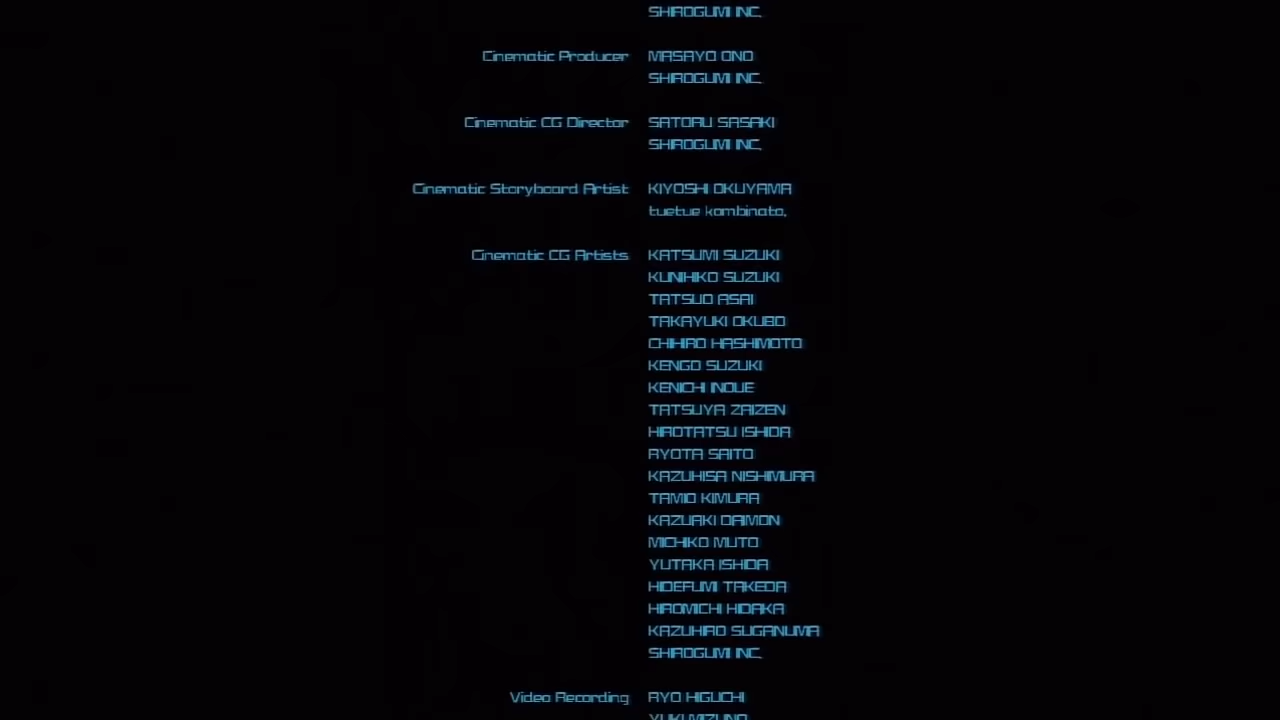 SHIROGUMI INC.
Cinematic Producer MASAYO ONO
SHIROGUMI INC.
Cinematic CG Director SATORU SASAKI
SHIROGUMI INC.
Cinematic Storyboard Artist KIYOSHI OKUYAMA
tuetue kombinato.
Cinematic CG Artists KATSUMI SUZUKI
KUNIHIKO SUZUKI
TATSUO ASAI
TAKAYUKI OKUBO
CHIHIRO HASHIMOTO
KENGO SUZUKI
KENICHI INOUE
TATSUYA ZAIZEN
HIROTATSU ISHIDA
RYOTA SAITO
KAZUHISA NISHIMURA
TAMIO KIMURA
KAZUAKI DAIMON
MICHIKO MUTO
YUTAKA ISHIDA
HIDEFUMI TAKEDA
HIROMICHI HIDAKA
KAZUHIRO SUGANUMA
SHIROGUMI INC.
Video Recording RYO HIGUCHI
YUKI MIZUNO